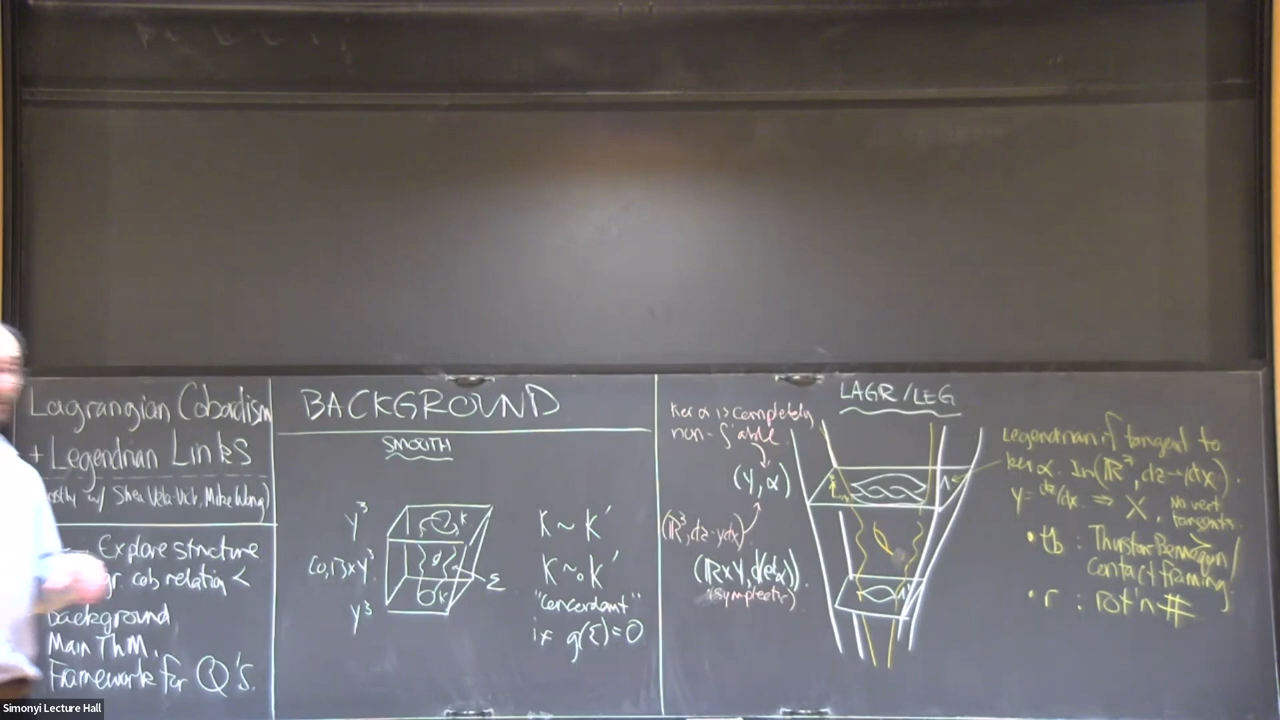 Lagrangian Cobordism
+ Legendrian Links
w/ Shea Vela-Vick, Mike Wong)
Explore structure
gr cob relation <
background
Main Thm.
Framework for Q's.
BACKGROUND
SMOOTH
Y³
[0,1]×Y³
Y³
K
Σ
K ~ K'
K ~₀ K'
"concordant"
if g(Σ)=0
LAGR/LEG
ker α is completely
non-∫'able
(Y, α)
(ℝ³, dz-ydx)
(ℝ×Y, d(eᵗα))
(symplectic)
Legendrian if tangent to
ker α. In (ℝ³, dz-ydx).
y = dz/dx ⇒ X, no vert
tangents.
• tb : Thurston Bennequin /
contact framing.
• r : rot'n #
Simonyi Lecture Hall